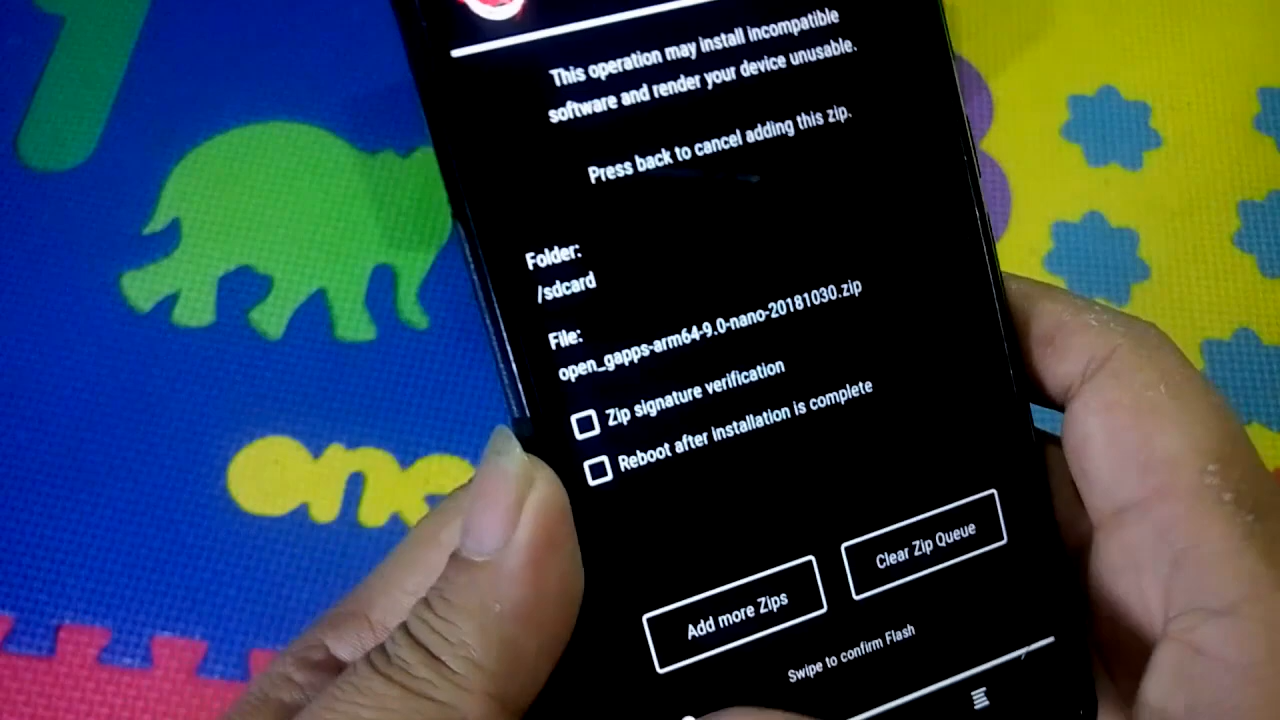 This operation may install incompatible
software and render your device unusable.
Press back to cancel adding this zip.
Folder:
/sdcard
File:
open_gapps-arm64-9.0-nano-20181030.zip
Zip signature verification
Reboot after installation is complete
Add more Zips
Clear Zip Queue
Swipe to confirm Flash
one